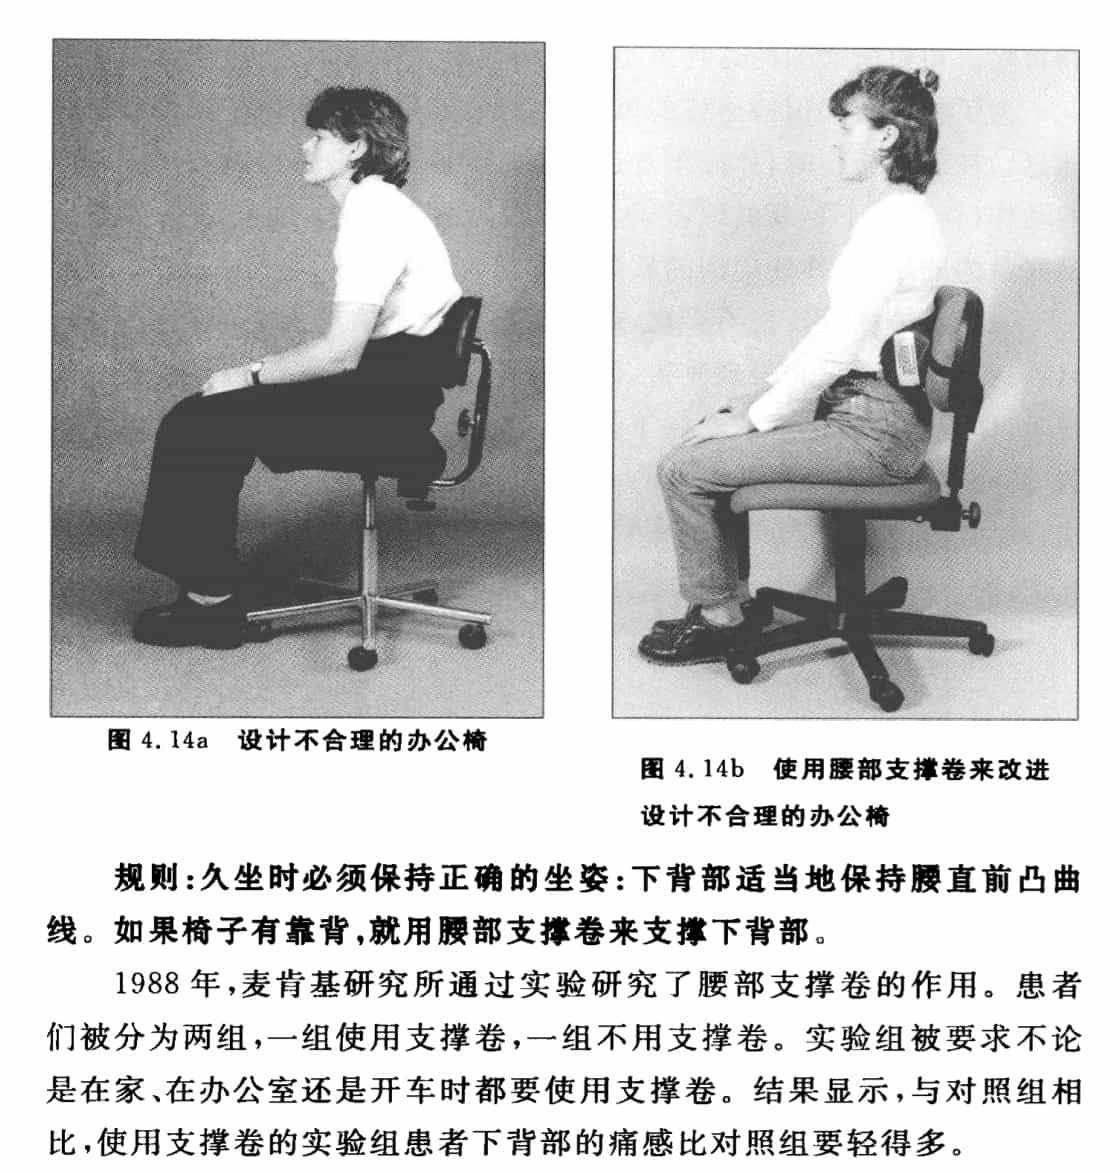 图 4.14a 设计不合理的办公椅
图 4.14b 使用腰部支撑卷来改进
设计不合理的办公椅
规则:久坐时必须保持正确的坐姿:下背部适当地保持腰直前凸曲
线。如果椅子有靠背,就用腰部支撑卷来支撑下背部。
1988 年,麦肯基研究所通过实验研究了腰部支撑卷的作用。患者
们被分为两组,一组使用支撑卷,一组不用支撑卷。实验组被要求不论
是在家、在办公室还是开车时都要使用支撑卷。结果显示,与对照组相
比,使用支撑卷的实验组患者下背部的痛感比对照组要轻得多。